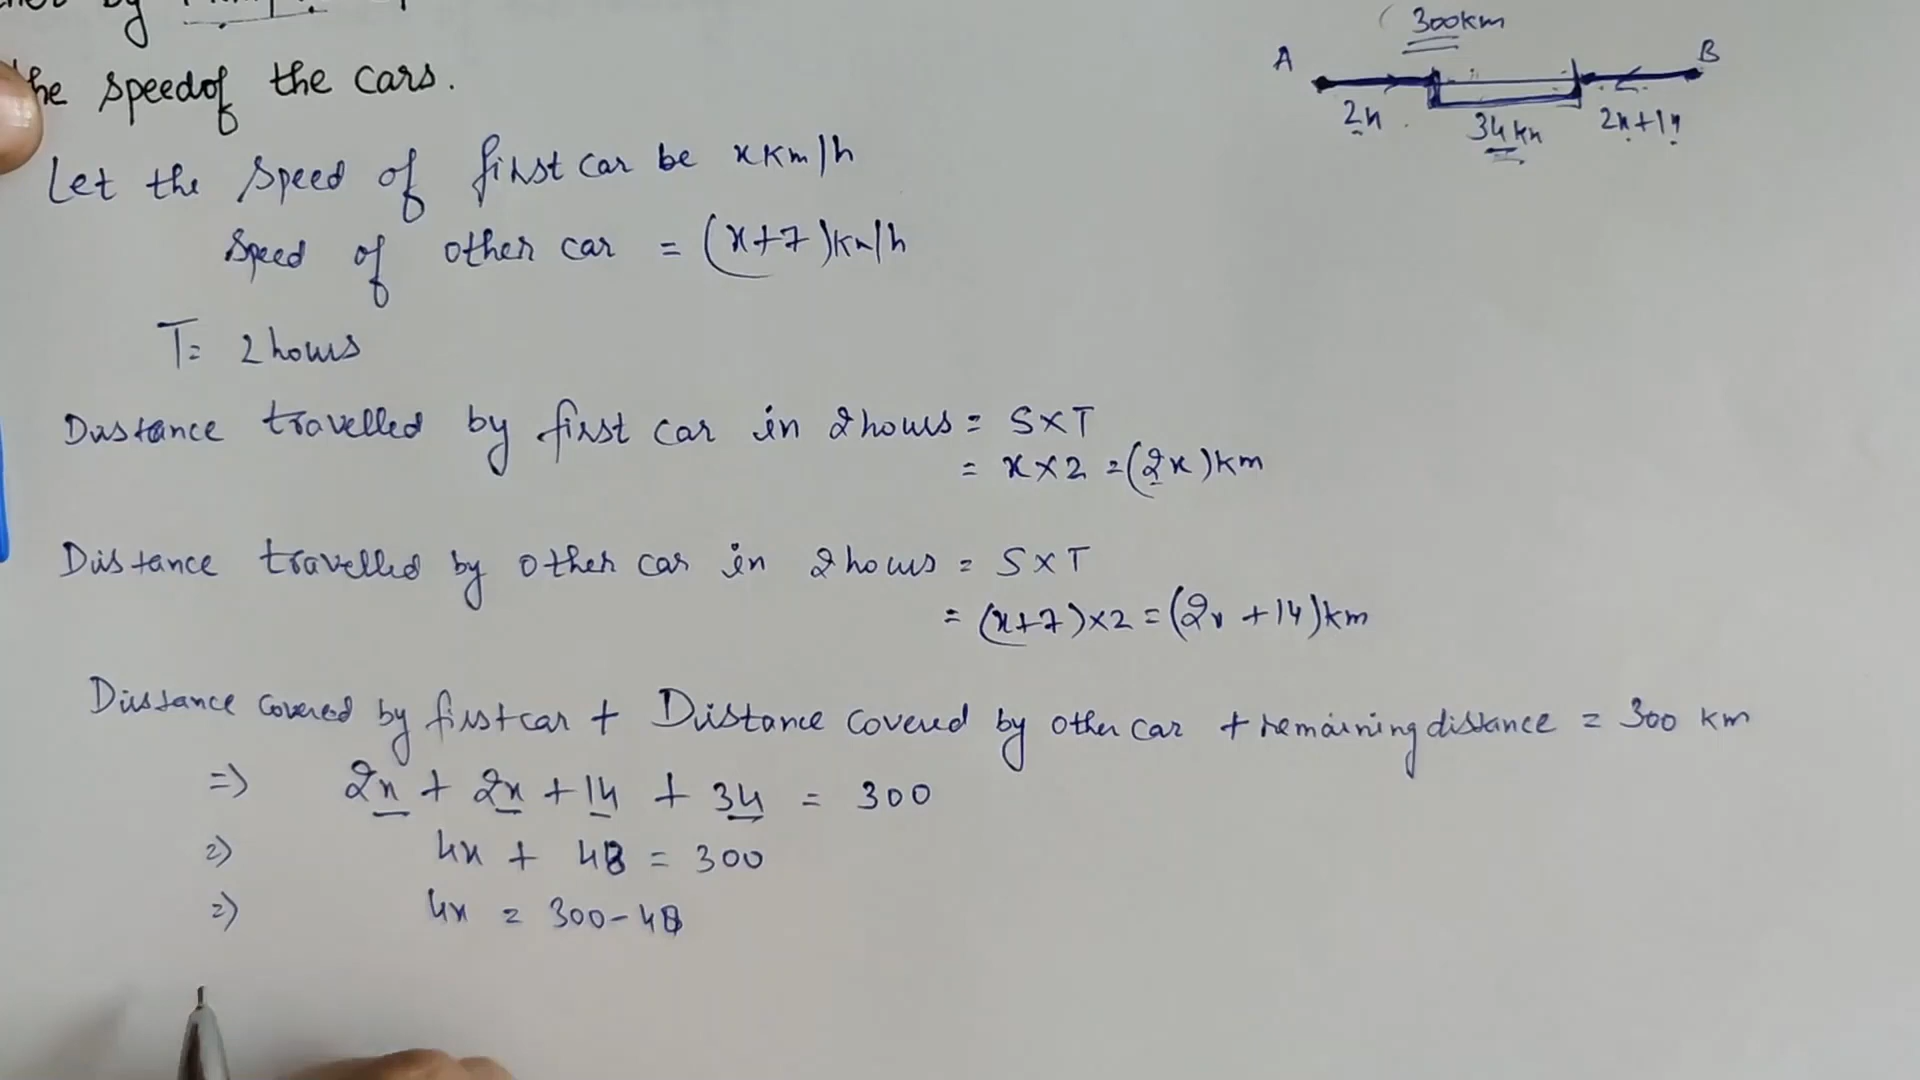 by
300km
A B
he speed of the cars.
2x 34 km 2x+14
Let the speed of first car be x km/h
Speed of other car = (x+7) km/h
T= 2 hours
Distance travelled by first car in 2 hours = S×T
= x×2 = (2x) km
Distance travelled by other car in 2 hours = S×T
= (x+7)×2 = (2x +14) km
Distance covered by first car + Distance covered by other car + remaining distance = 300 km
=> 2x + 2x + 14 + 34 = 300
=> 4x + 48 = 300
=> 4x = 300-48